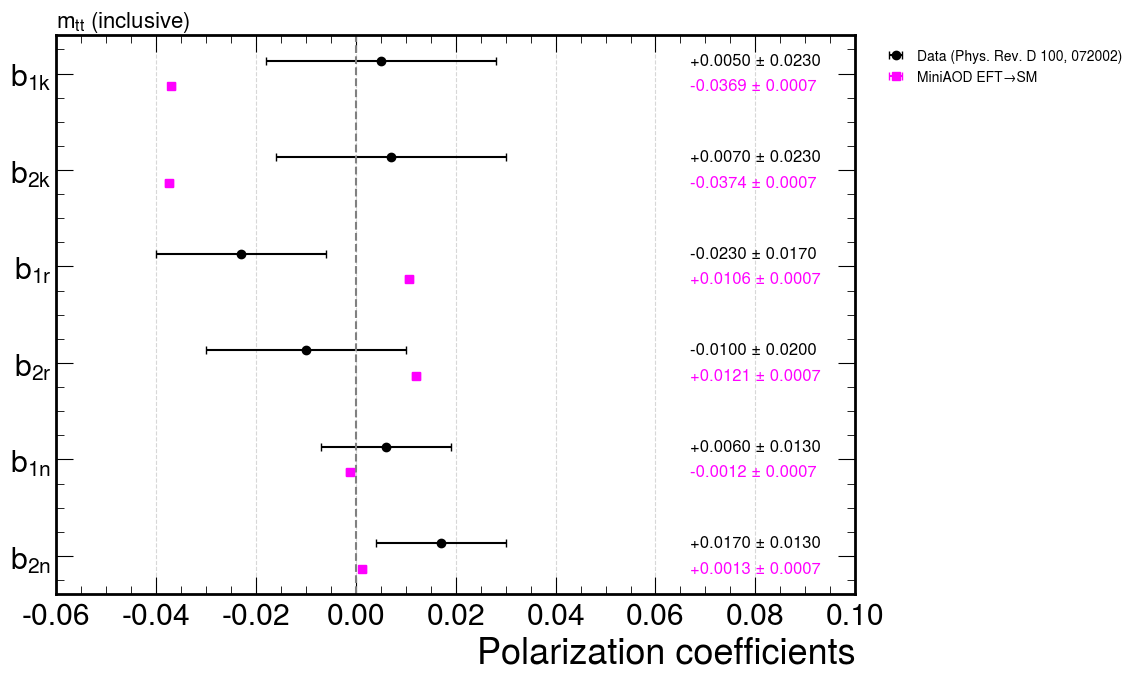 m_tt (inclusive)
b_1k
+0.0050 ± 0.0230
-0.0369 ± 0.0007
b_2k
+0.0070 ± 0.0230
-0.0374 ± 0.0007
b_1r
-0.0230 ± 0.0170
+0.0106 ± 0.0007
b_2r
-0.0100 ± 0.0200
+0.0121 ± 0.0007
b_1n
+0.0060 ± 0.0130
-0.0012 ± 0.0007
b_2n
+0.0170 ± 0.0130
+0.0013 ± 0.0007
-0.06 -0.04 -0.02 0.00 0.02 0.04 0.06 0.08 0.10
Polarization coefficients
Data (Phys. Rev. D 100, 072002)
MiniAOD EFT→SM